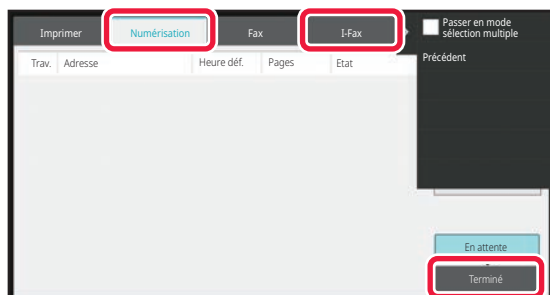 Imprimer Numérisation Fax I-Fax
Passer en mode
sélection multiple
Trav. Adresse Heure déf. Pages Etat
Précédent
En attente
Terminé